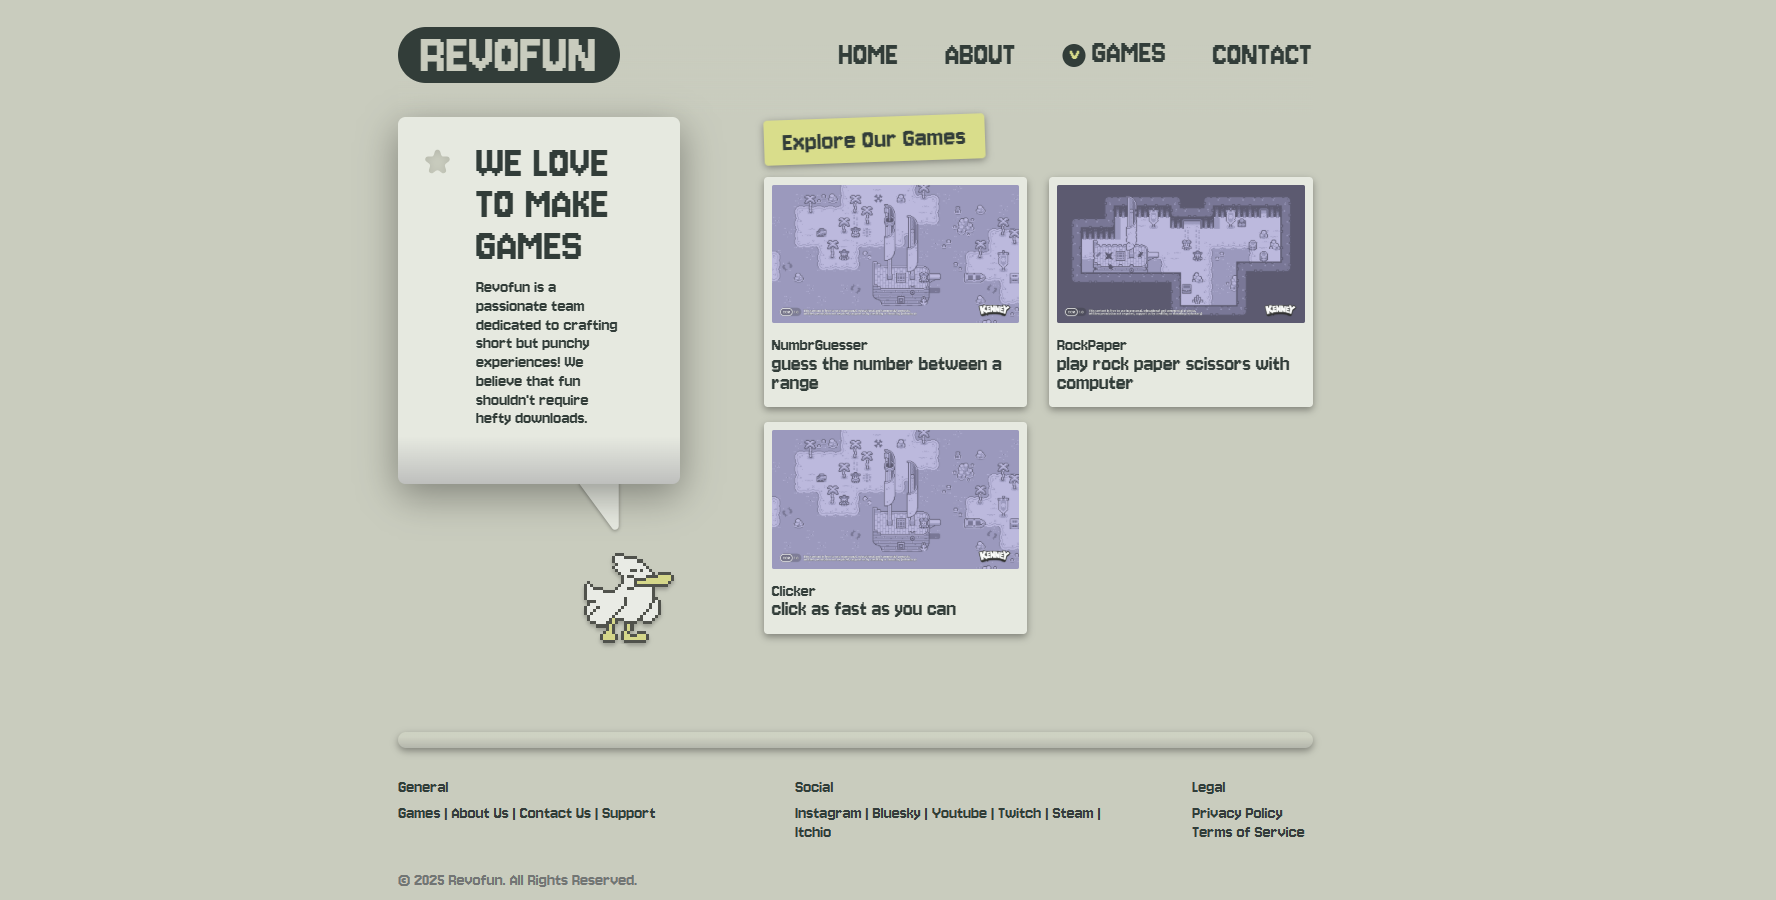 REVOFUN
HOME
ABOUT
GAMES
CONTACT
WE LOVE
TO MAKE
GAMES
Revofun is a
passionate team
dedicated to crafting
short but punchy
experiences! We
believe that fun
shouldn't require
hefty downloads.
Explore Our Games
KENNEY
NumbrGuesser
guess the number between a
range
KENNEY
RockPaper
play rock paper scissors with
computer
KENNEY
Clicker
click as fast as you can
General
Games | About Us | Contact Us | Support
Social
Instagram | Bluesky | Youtube | Twitch | Steam |
Itchio
Legal
Privacy Policy
Terms of Service
© 2025 Revofun. All Rights Reserved.